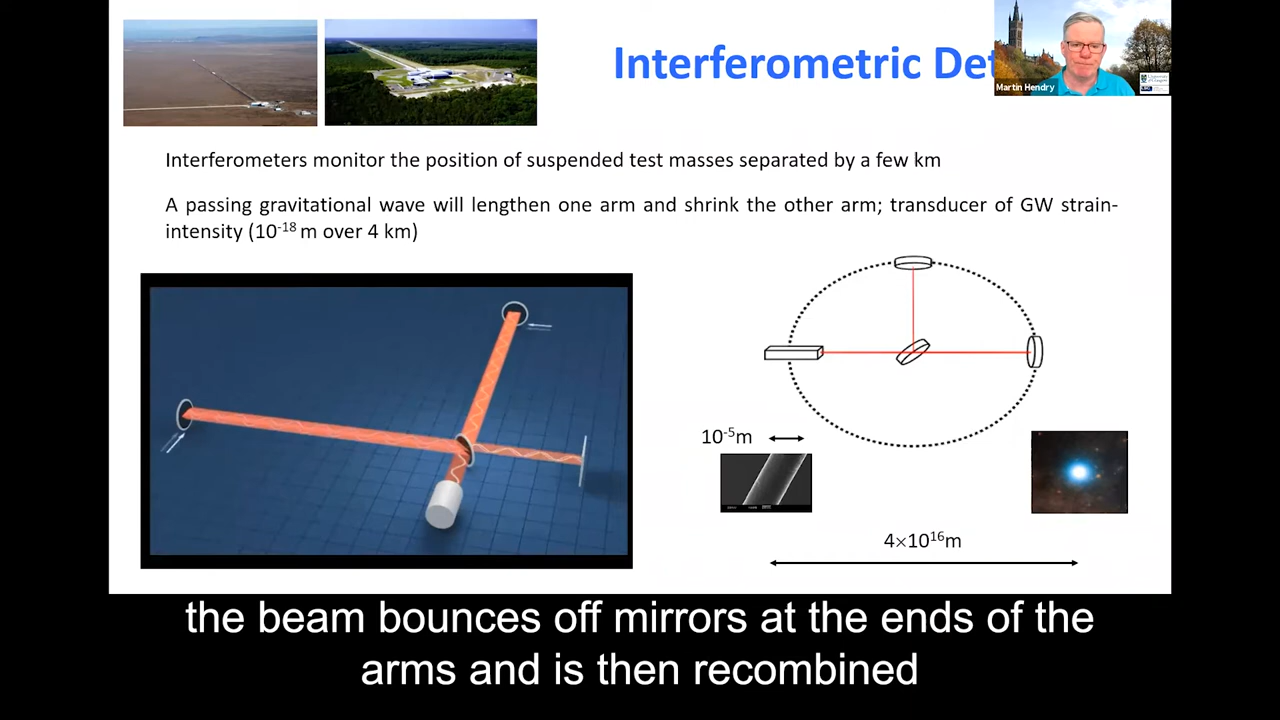 Interferometric Det
Martin Hendry
Interferometers monitor the position of suspended test masses separated by a few km
A passing gravitational wave will lengthen one arm and shrink the other arm; transducer of GW strain-
intensity (10⁻¹⁸ m over 4 km)
10⁻⁵m
4×10¹⁶m
the beam bounces off mirrors at the ends of the
arms and is then recombined